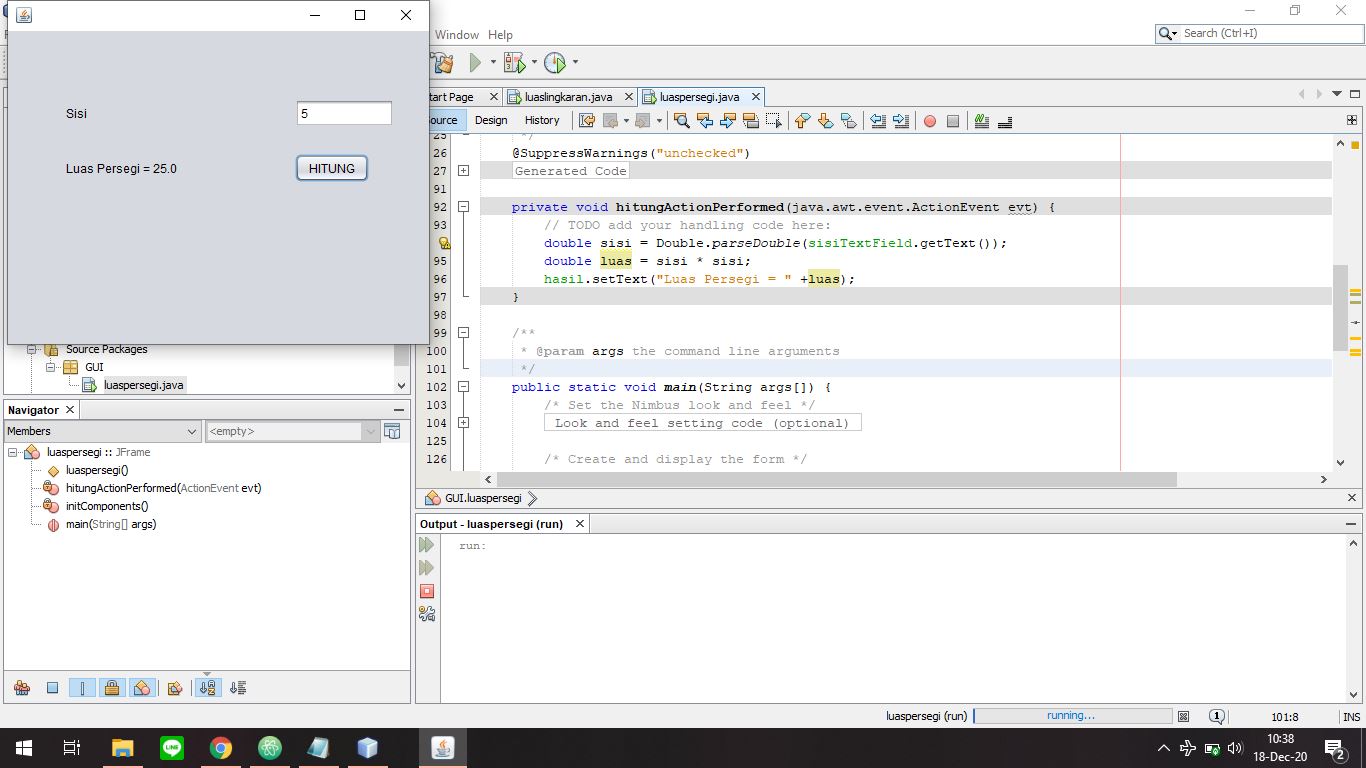 Sisi
5
Luas Persegi = 25.0
HITUNG
Window Help
Search (Ctrl+I)
tart Page
luaslingkaran.java
luaspersegi.java
ource
Design
History
25 */
26 @SuppressWarnings("unchecked")
27 Generated Code
91
92 private void hitungActionPerformed(java.awt.event.ActionEvent evt) {
93 // TODO add your handling code here:
double sisi = Double.parseDouble(sisiTextField.getText());
95 double luas = sisi * sisi;
96 hasil.setText("Luas Persegi = " +luas);
97 }
98
99 /**
100 * @param args the command line arguments
101 */
102 public static void main(String args[]) {
103 /* Set the Nimbus look and feel */
104 Look and feel setting code (optional)
125
126 /* Create and display the form */
Source Packages
GUI
luaspersegi.java
Navigator
Members
<empty>
luaspersegi :: JFrame
luaspersegi()
hitungActionPerformed(ActionEvent evt)
initComponents()
main(String[] args)
GUI.luaspersegi
Output - luaspersegi (run)
run:
luaspersegi (run)
running...
1
101:8
INS
LINE
10:38
18-Dec-20
2